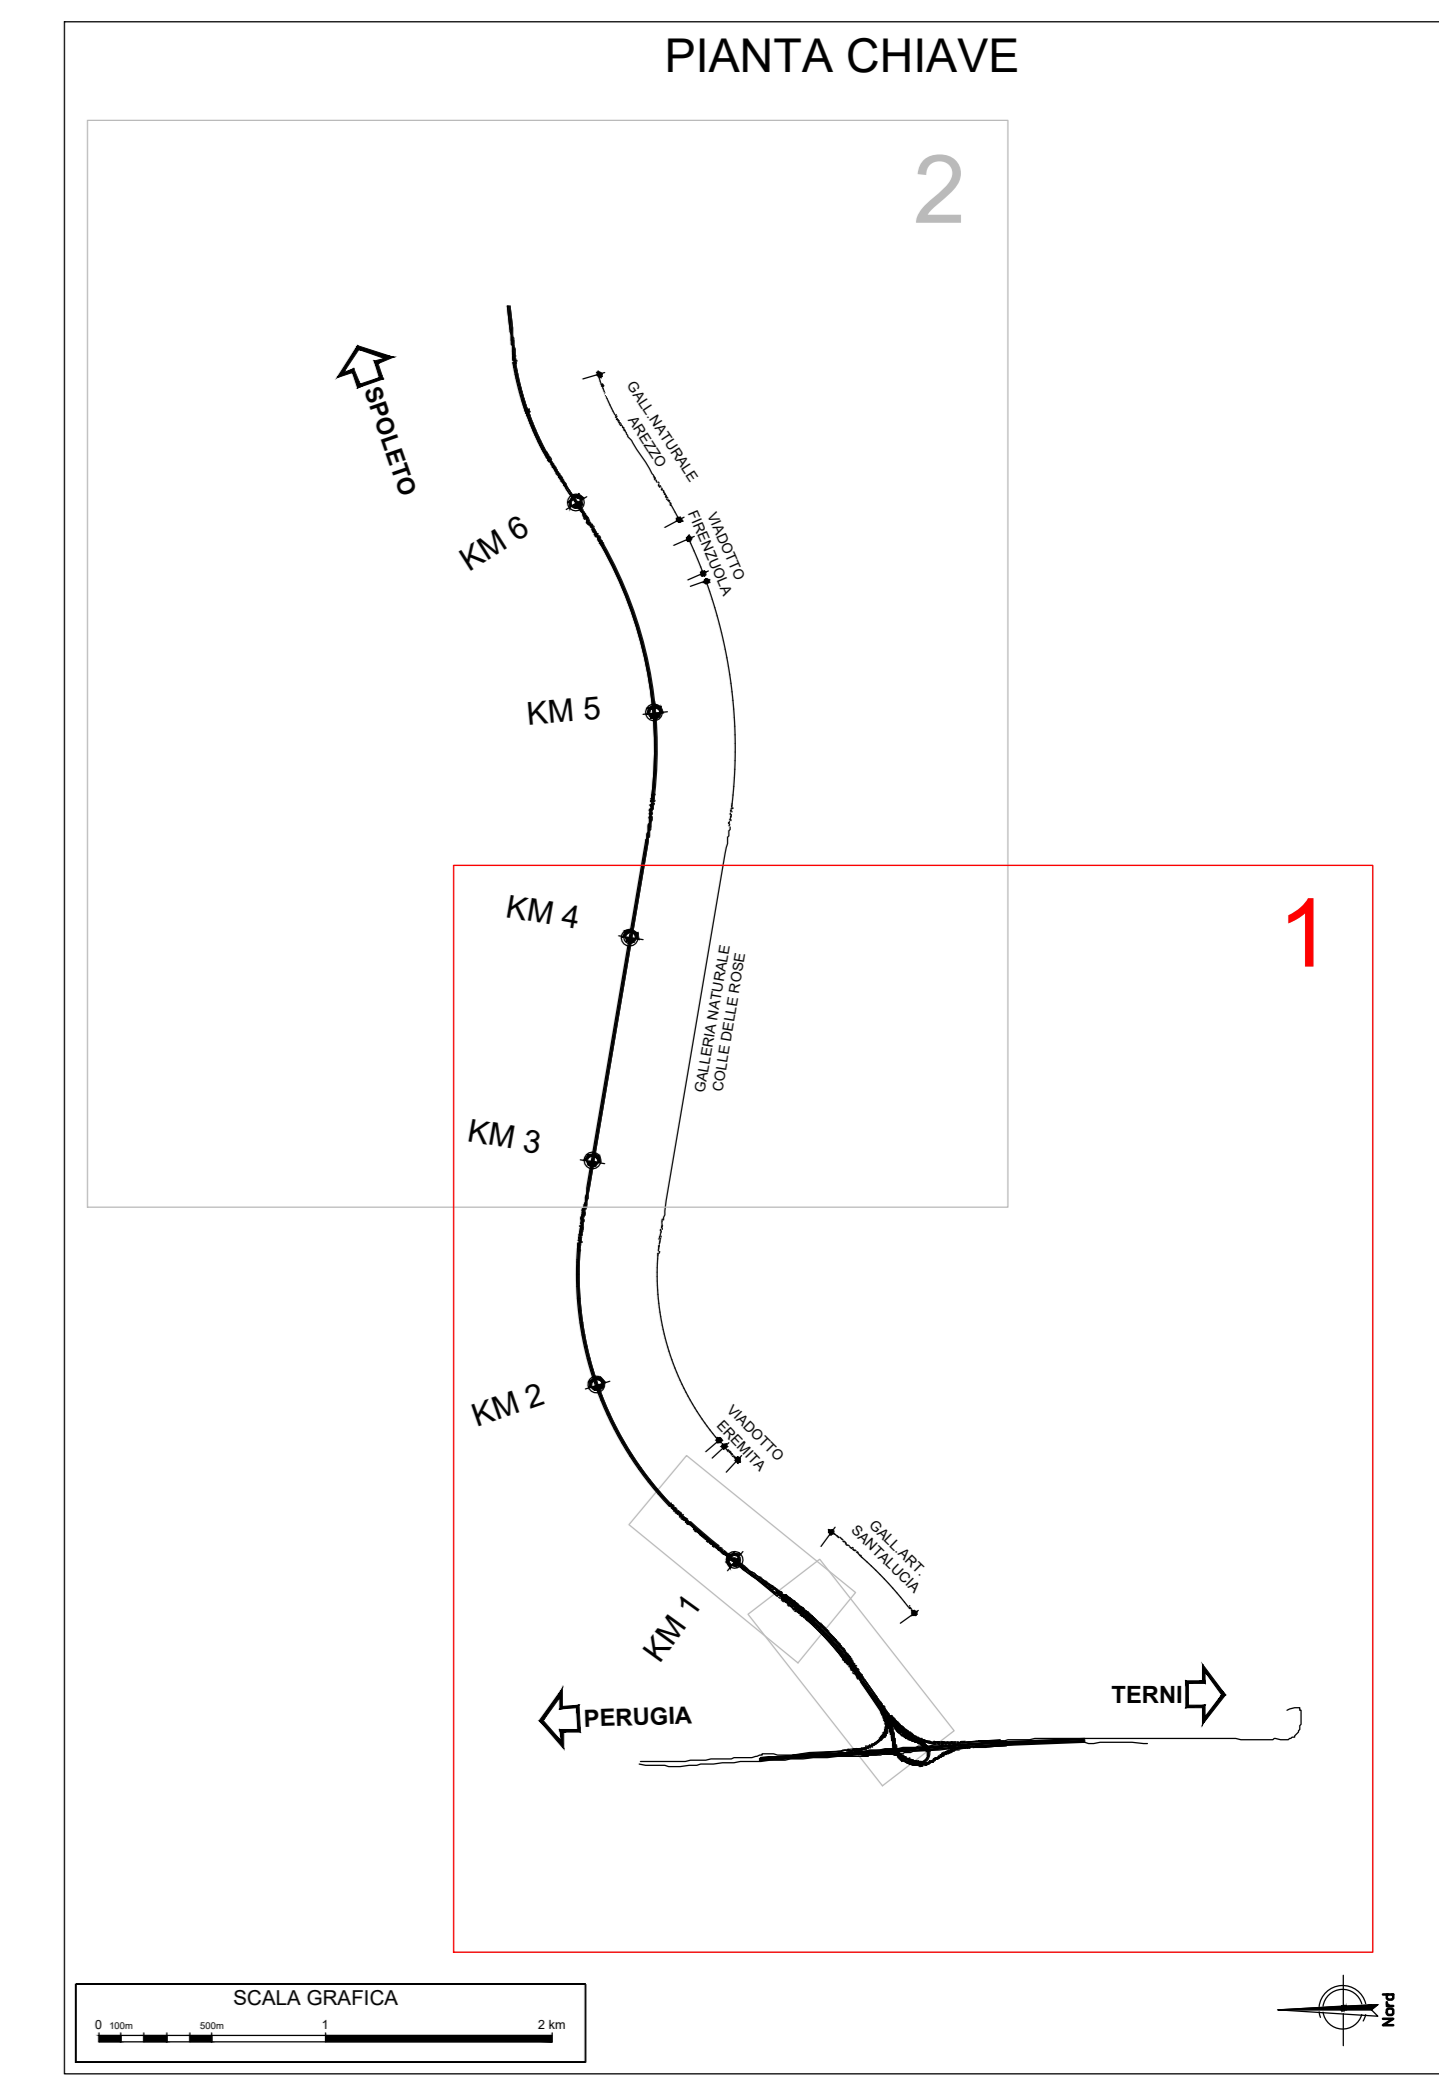 PIANTA CHIAVE
2
SPOLETO
GALL.NATURALE
AREZZO
KM 6
VIADOTTO
FIRENZUOLA
KM 5
1
KM 4
GALLERIA NATURALE
COLLE DELLE ROSE
KM 3
KM 2
VIADOTTO
EREMITA
GALL.ART.
SANTALUCIA
KM 1
TERNI
PERUGIA
SCALA GRAFICA
0 100m 500m 1 2 km
Nord